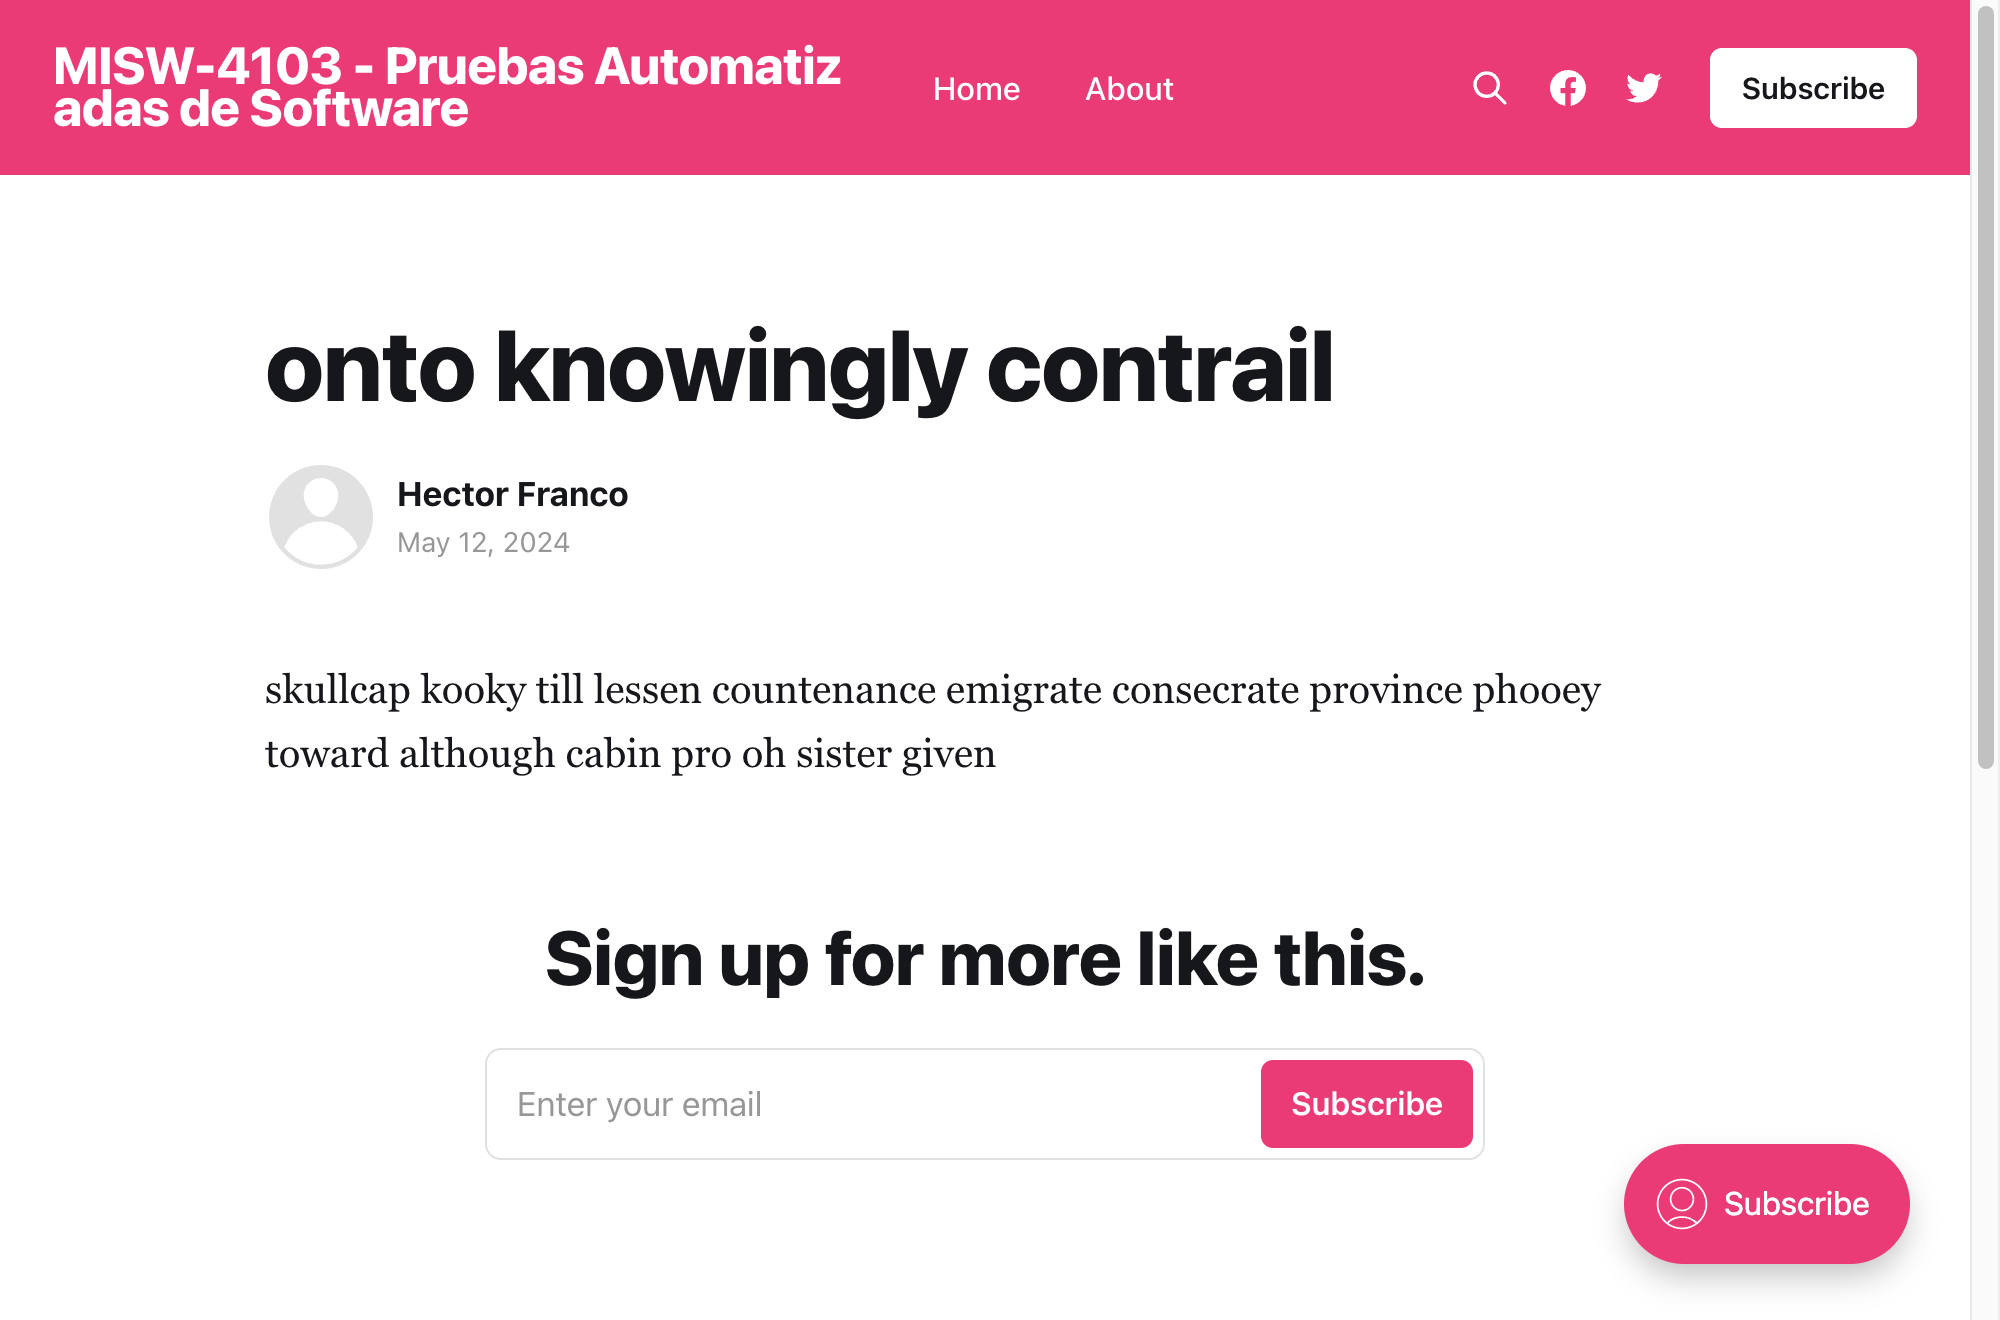 MISW-4103 - Pruebas Automatiz
adas de Software
Home
About
Subscribe
onto knowingly contrail
Hector Franco
May 12, 2024
skullcap kooky till lessen countenance emigrate consecrate province phooey
toward although cabin pro oh sister given
Sign up for more like this.
Enter your email
Subscribe
Subscribe